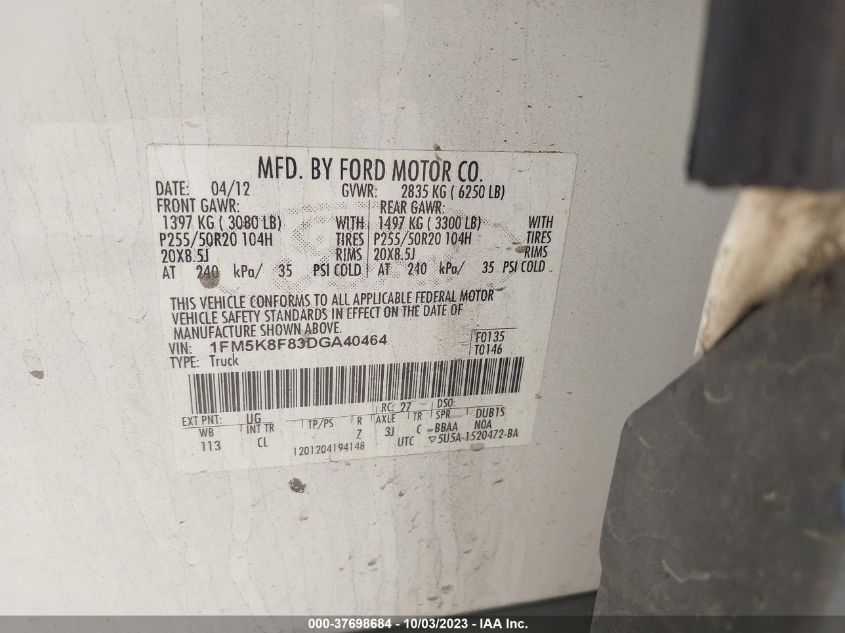 MFD. BY FORD MOTOR CO.
DATE: 04/12 GVWR: 2835 KG ( 6250 LB)
FRONT GAWR: REAR GAWR:
1397 KG ( 3080 LB) WITH 1497 KG ( 3300 LB) WITH
P255/50R20 104H TIRES P255/50R20 104H TIRES
20X8.5J RIMS 20X8.5J RIMS
AT 240 kPa/ 35 PSI COLD AT 240 kPa/ 35 PSI COLD
THIS VEHICLE CONFORMS TO ALL APPLICABLE FEDERAL MOTOR
VEHICLE SAFETY STANDARDS IN EFFECT ON THE DATE OF
MANUFACTURE SHOWN ABOVE.
VIN: 1FM5K8F83DGA40464 F0135
TYPE: Truck T0146
EXT PNT: UG RC: 27 DSO:
WB INT TR TP/PS R AXLE TR SPR DUB1S
113 CL Z 3J C BBAA N0A
1201204194148 UTC ▽5U5A-1520472-BA
000-37698684 - 10/03/2023 - IAA Inc.